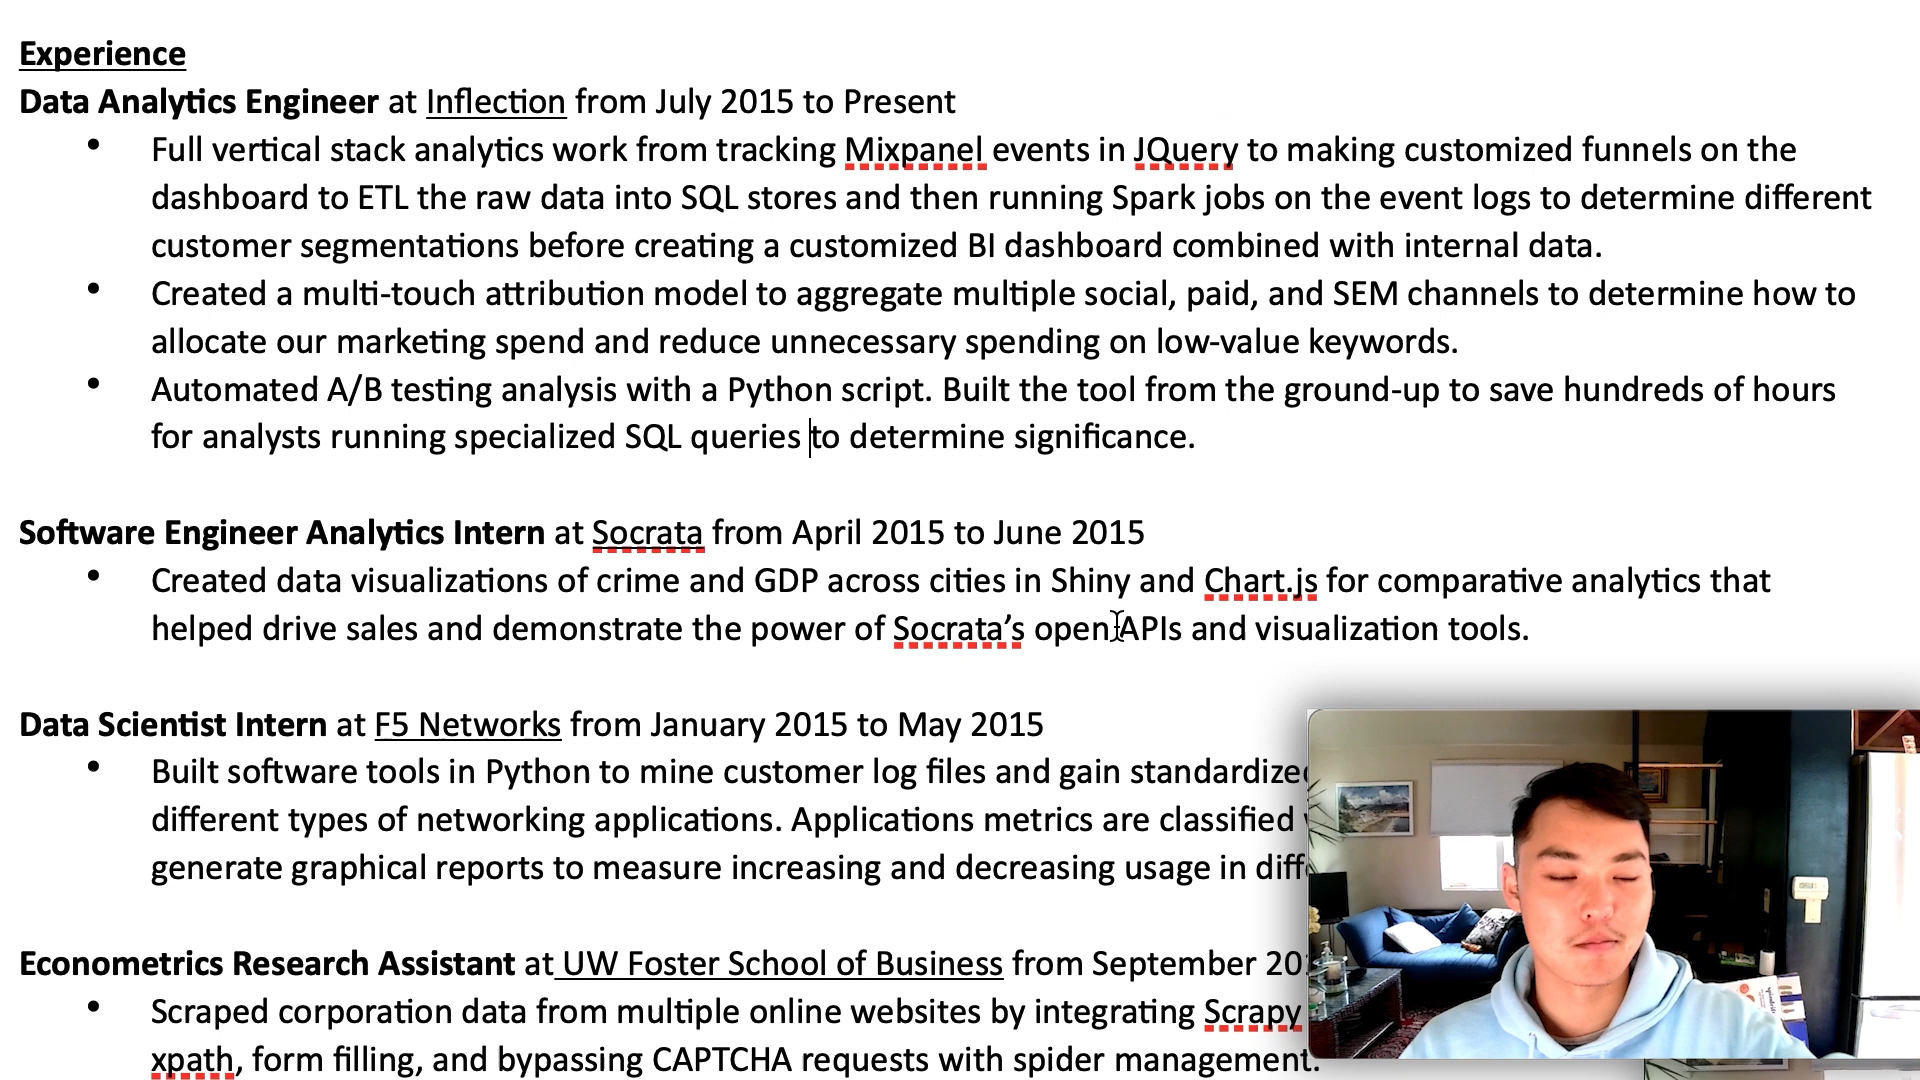 Experience
Data Analytics Engineer at Inflection from July 2015 to Present
• Full vertical stack analytics work from tracking Mixpanel events in JQuery to making customized funnels on the
dashboard to ETL the raw data into SQL stores and then running Spark jobs on the event logs to determine different
customer segmentations before creating a customized BI dashboard combined with internal data.
• Created a multi-touch attribution model to aggregate multiple social, paid, and SEM channels to determine how to
allocate our marketing spend and reduce unnecessary spending on low-value keywords.
• Automated A/B testing analysis with a Python script. Built the tool from the ground-up to save hundreds of hours
for analysts running specialized SQL queries to determine significance.
Software Engineer Analytics Intern at Socrata from April 2015 to June 2015
• Created data visualizations of crime and GDP across cities in Shiny and Chart.js for comparative analytics that
helped drive sales and demonstrate the power of Socrata’s open APIs and visualization tools.
Data Scientist Intern at F5 Networks from January 2015 to May 2015
• Built software tools in Python to mine customer log files and gain standardized
different types of networking applications. Applications metrics are classified
generate graphical reports to measure increasing and decreasing usage in
Econometrics Research Assistant at UW Foster School of Business from September
• Scraped corporation data from multiple online websites by integrating Scrapy
xpath, form filling, and bypassing CAPTCHA requests with spider management.